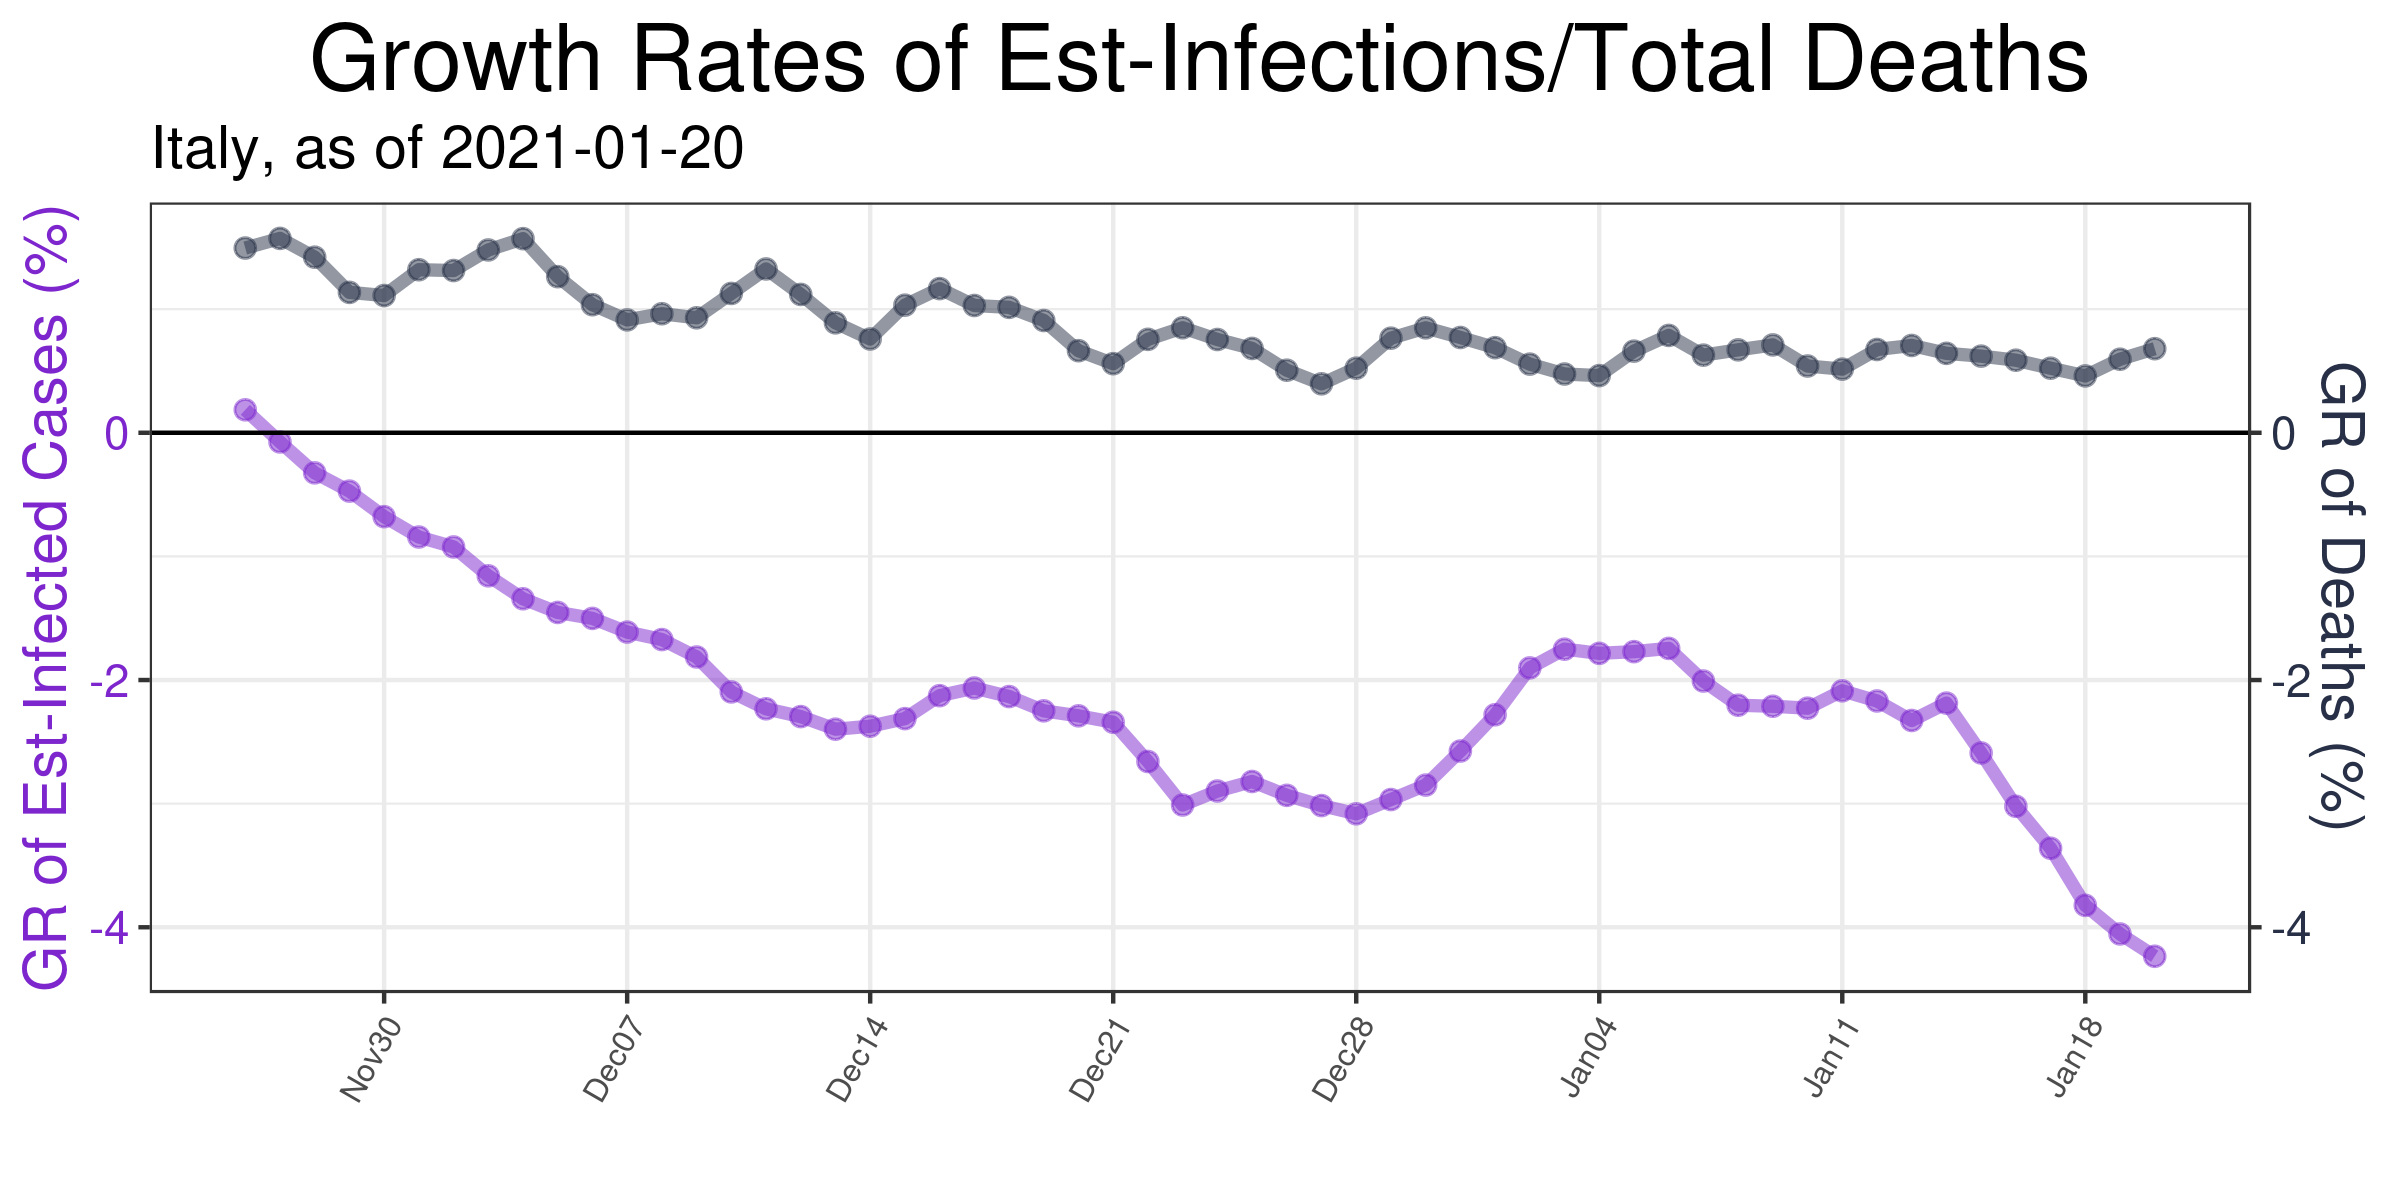 Growth Rates of Est-Infections/Total Deaths
Italy, as of 2021-01-20
GR of Est-Infected Cases (%)
0
-2
-4
GR of Deaths (%)
0
-2
-4
Nov30
Dec07
Dec14
Dec21
Dec28
Jan04
Jan11
Jan18